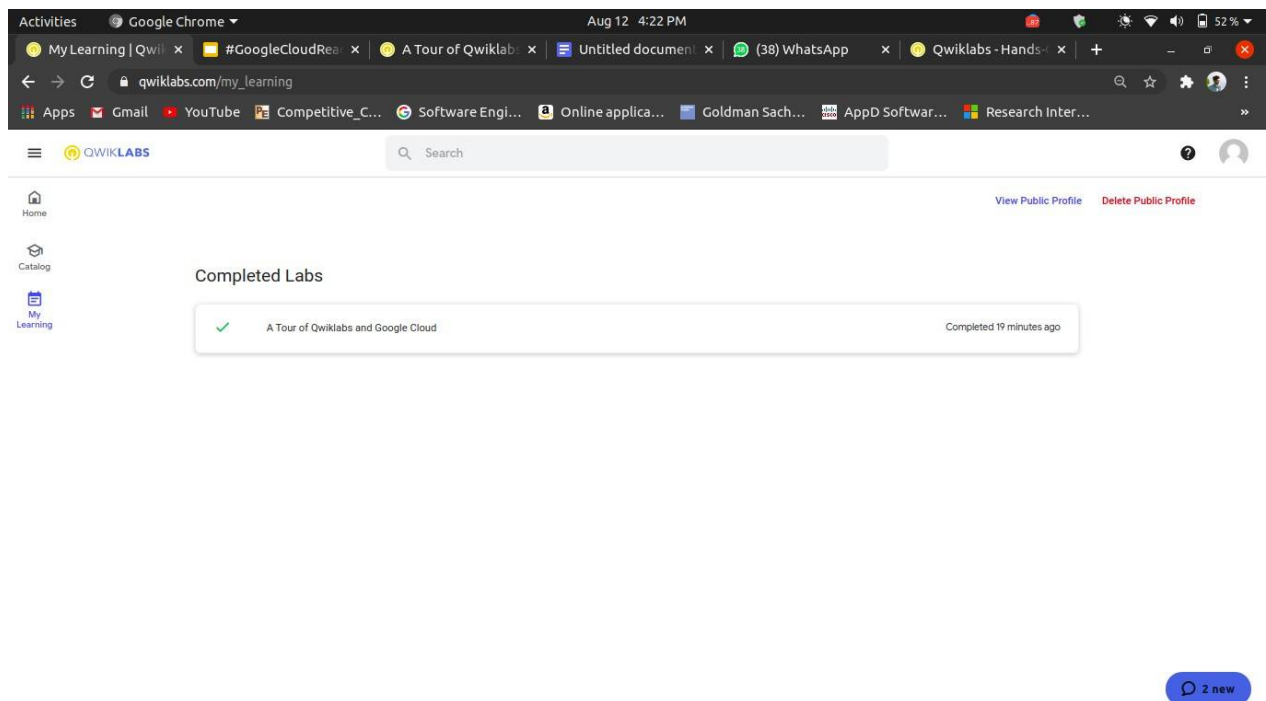 Activities Google Chrome Aug 12 4:22 PM .87 52 %
My Learning | Qwi #GoogleCloudRea A Tour of Qwiklabs Untitled document (38) WhatsApp Qwiklabs - Hands-
qwiklabs.com/my_learning
Apps Gmail YouTube Competitive_C... Software Engi... Online applica... Goldman Sach... AppD Softwar... Research Inter... »
QWIKLABS Search
Home View Public Profile Delete Public Profile
Catalog
Completed Labs
My
Learning
A Tour of Qwiklabs and Google Cloud Completed 19 minutes ago
2 new